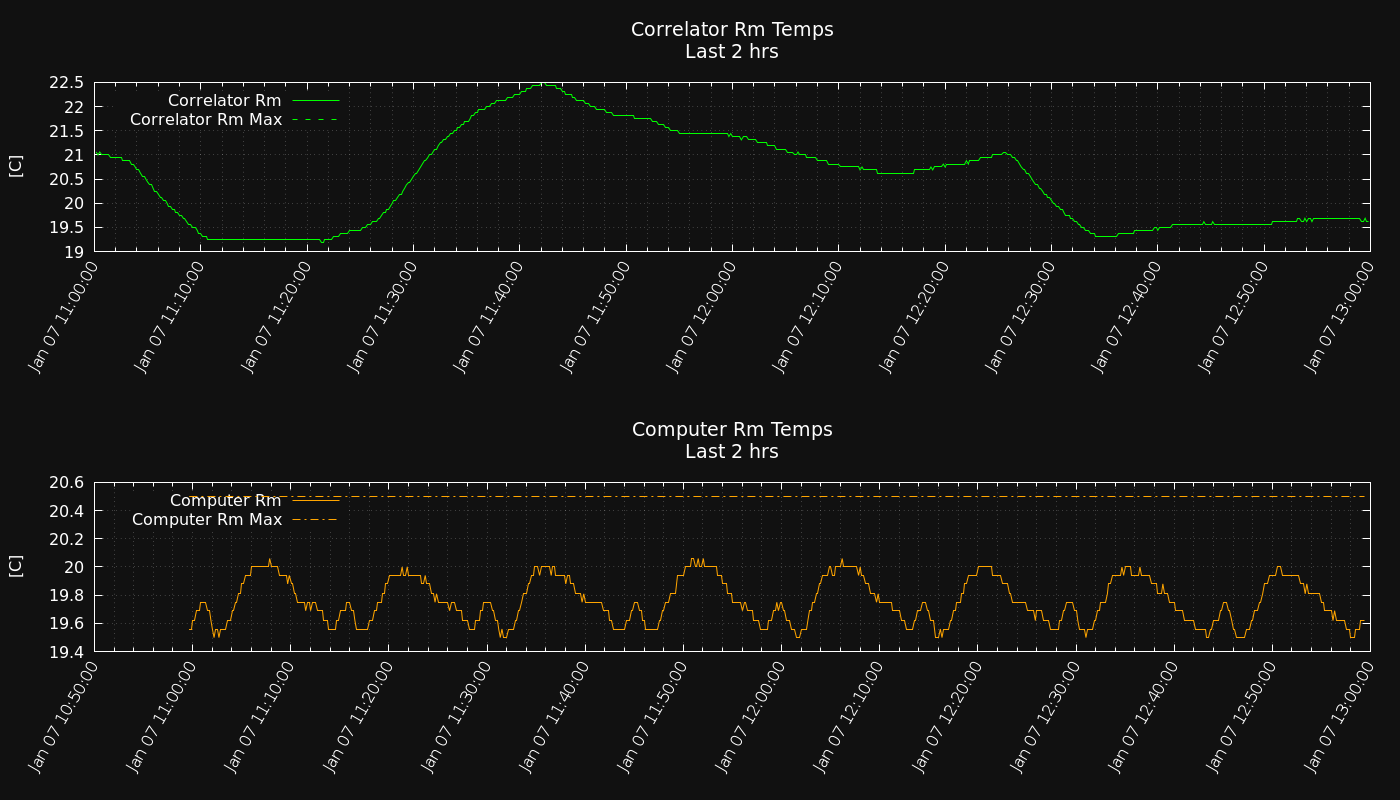 Correlator Rm Temps
Last 2 hrs
22.5
22
21.5
21
20.5
20
19.5
19
[C]
Correlator Rm
Correlator Rm Max
Jan 07 11:00:00
Jan 07 11:10:00
Jan 07 11:20:00
Jan 07 11:30:00
Jan 07 11:40:00
Jan 07 11:50:00
Jan 07 12:00:00
Jan 07 12:10:00
Jan 07 12:20:00
Jan 07 12:30:00
Jan 07 12:40:00
Jan 07 12:50:00
Jan 07 13:00:00
Computer Rm Temps
Last 2 hrs
20.6
20.4
20.2
20
19.8
19.6
19.4
[C]
Computer Rm
Computer Rm Max
Jan 07 10:50:00
Jan 07 11:00:00
Jan 07 11:10:00
Jan 07 11:20:00
Jan 07 11:30:00
Jan 07 11:40:00
Jan 07 11:50:00
Jan 07 12:00:00
Jan 07 12:10:00
Jan 07 12:20:00
Jan 07 12:30:00
Jan 07 12:40:00
Jan 07 12:50:00
Jan 07 13:00:00